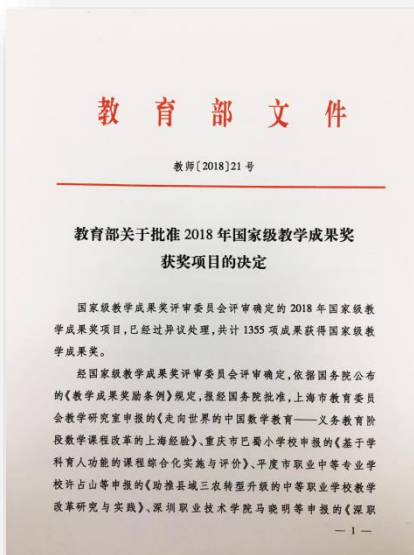 教育部文件
教师〔2018〕21号
教育部关于批准2018年国家级教学成果奖
获奖项目的决定
国家级教学成果奖评审委员会评审确定的2018年国家级教
学成果奖项目,已经过异议处理,共计1355项成果获得国家级教
学成果奖。
经国家级教学成果奖评审委员会评审确定,依据国务院公布
的《教学成果奖励条例》规定,报经国务院批准,上海市教育委员
会教学研究室申报的《走向世界的中国数学教育——义务教育阶
段数学课程改革的上海经验》、重庆市巴蜀小学校申报的《基于学
科育人功能的课程综合化实施与评价》、平度市职业中等专业学
校许占山等申报的《助推县域三农转型升级的中等职业学校教学
改革研究与实践》、深圳职业技术学院马晓明等申报的《深职
— 1 —